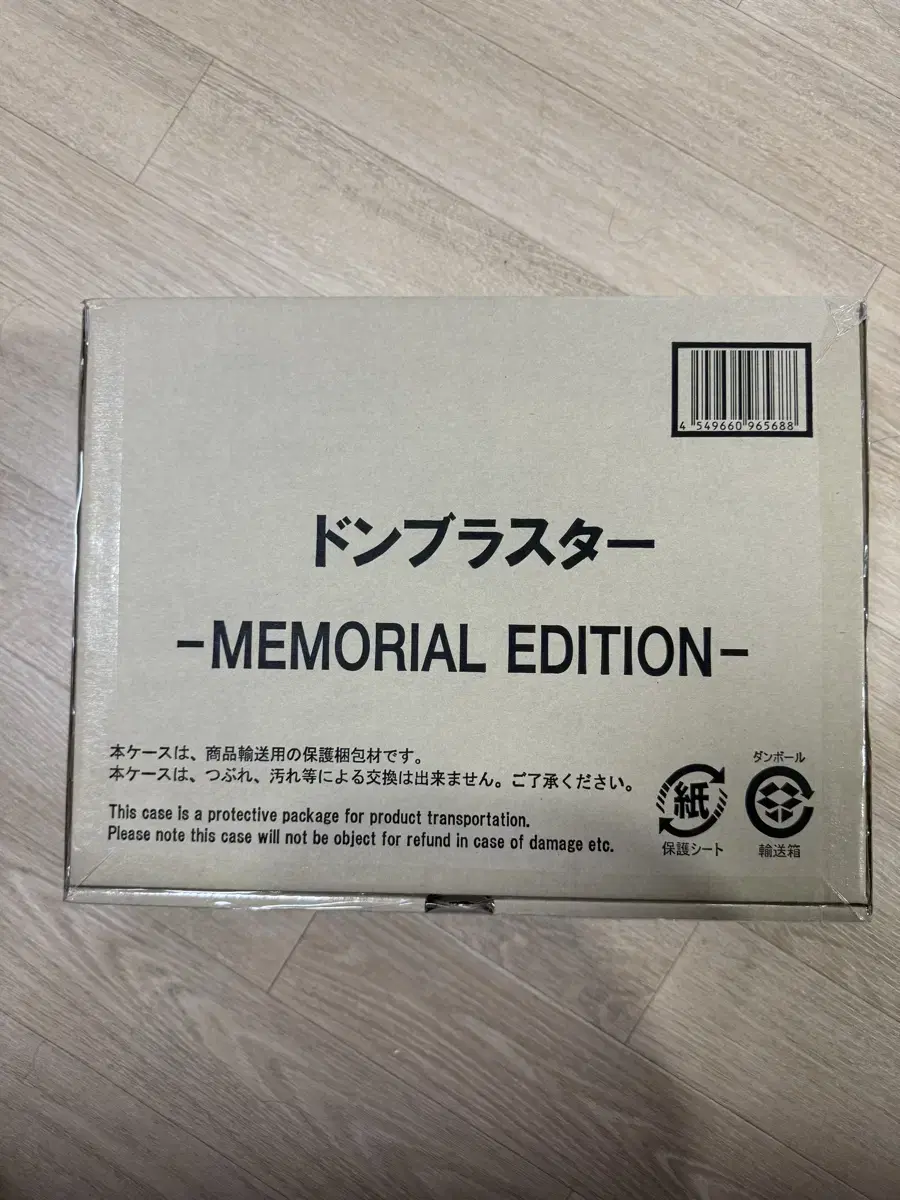 4 549660 965688
ドンブラスター
-MEMORIAL EDITION-
本ケースは、商品輸送用の保護梱包材です。
本ケースは、つぶれ、汚れ等による交換は出来ません。ご了承ください。
This case is a protective package for product transportation.
Please note this case will not be object for refund in case of damage etc.
紙
保護シート
ダンボール
輸送箱